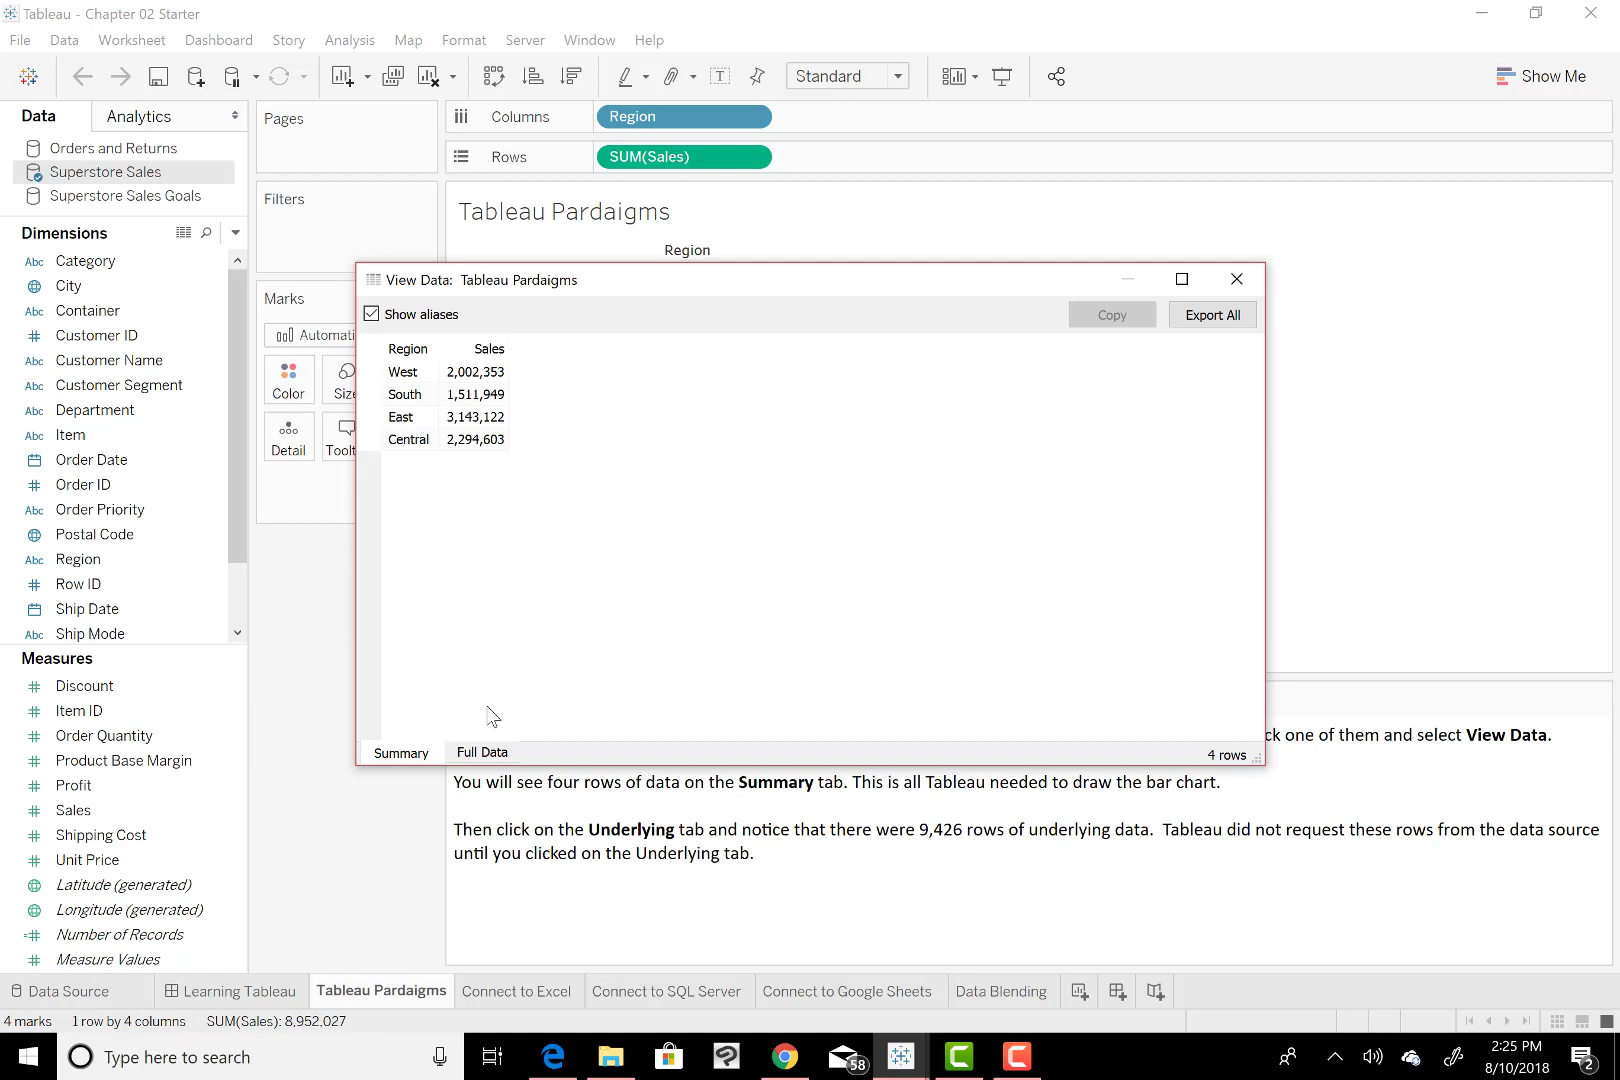 Tableau - Chapter 02 Starter
File Data Worksheet Dashboard Story Analysis Map Format Server Window Help
Standard
Show Me
Data Analytics
Orders and Returns
Superstore Sales
Superstore Sales Goals
Dimensions
Abc Category
City
Abc Container
Customer ID
Abc Customer Name
Abc Customer Segment
Abc Department
Abc Item
Order Date
Order ID
Abc Order Priority
Postal Code
Abc Region
Row ID
Ship Date
Abc Ship Mode
Measures
Discount
Item ID
Order Quantity
Product Base Margin
Profit
Sales
Shipping Cost
Unit Price
Latitude (generated)
Longitude (generated)
Number of Records
Measure Values
Pages
Filters
Marks
Automati
Color Size
Detail Toolt
Columns Region
Rows SUM(Sales)
Tableau Pardaigms
Region
View Data: Tableau Pardaigms
Show aliases
Copy Export All
Region Sales
West 2,002,353
South 1,511,949
East 3,143,122
Central 2,294,603
Summary Full Data
4 rows
ck one of them and select View Data.
You will see four rows of data on the Summary tab. This is all Tableau needed to draw the bar chart.
Then click on the Underlying tab and notice that there were 9,426 rows of underlying data. Tableau did not request these rows from the data source
until you clicked on the Underlying tab.
Data Source Learning Tableau Tableau Pardaigms Connect to Excel Connect to SQL Server Connect to Google Sheets Data Blending
4 marks 1 row by 4 columns SUM(Sales): 8,952,027
Type here to search
58
2:25 PM
8/10/2018
2